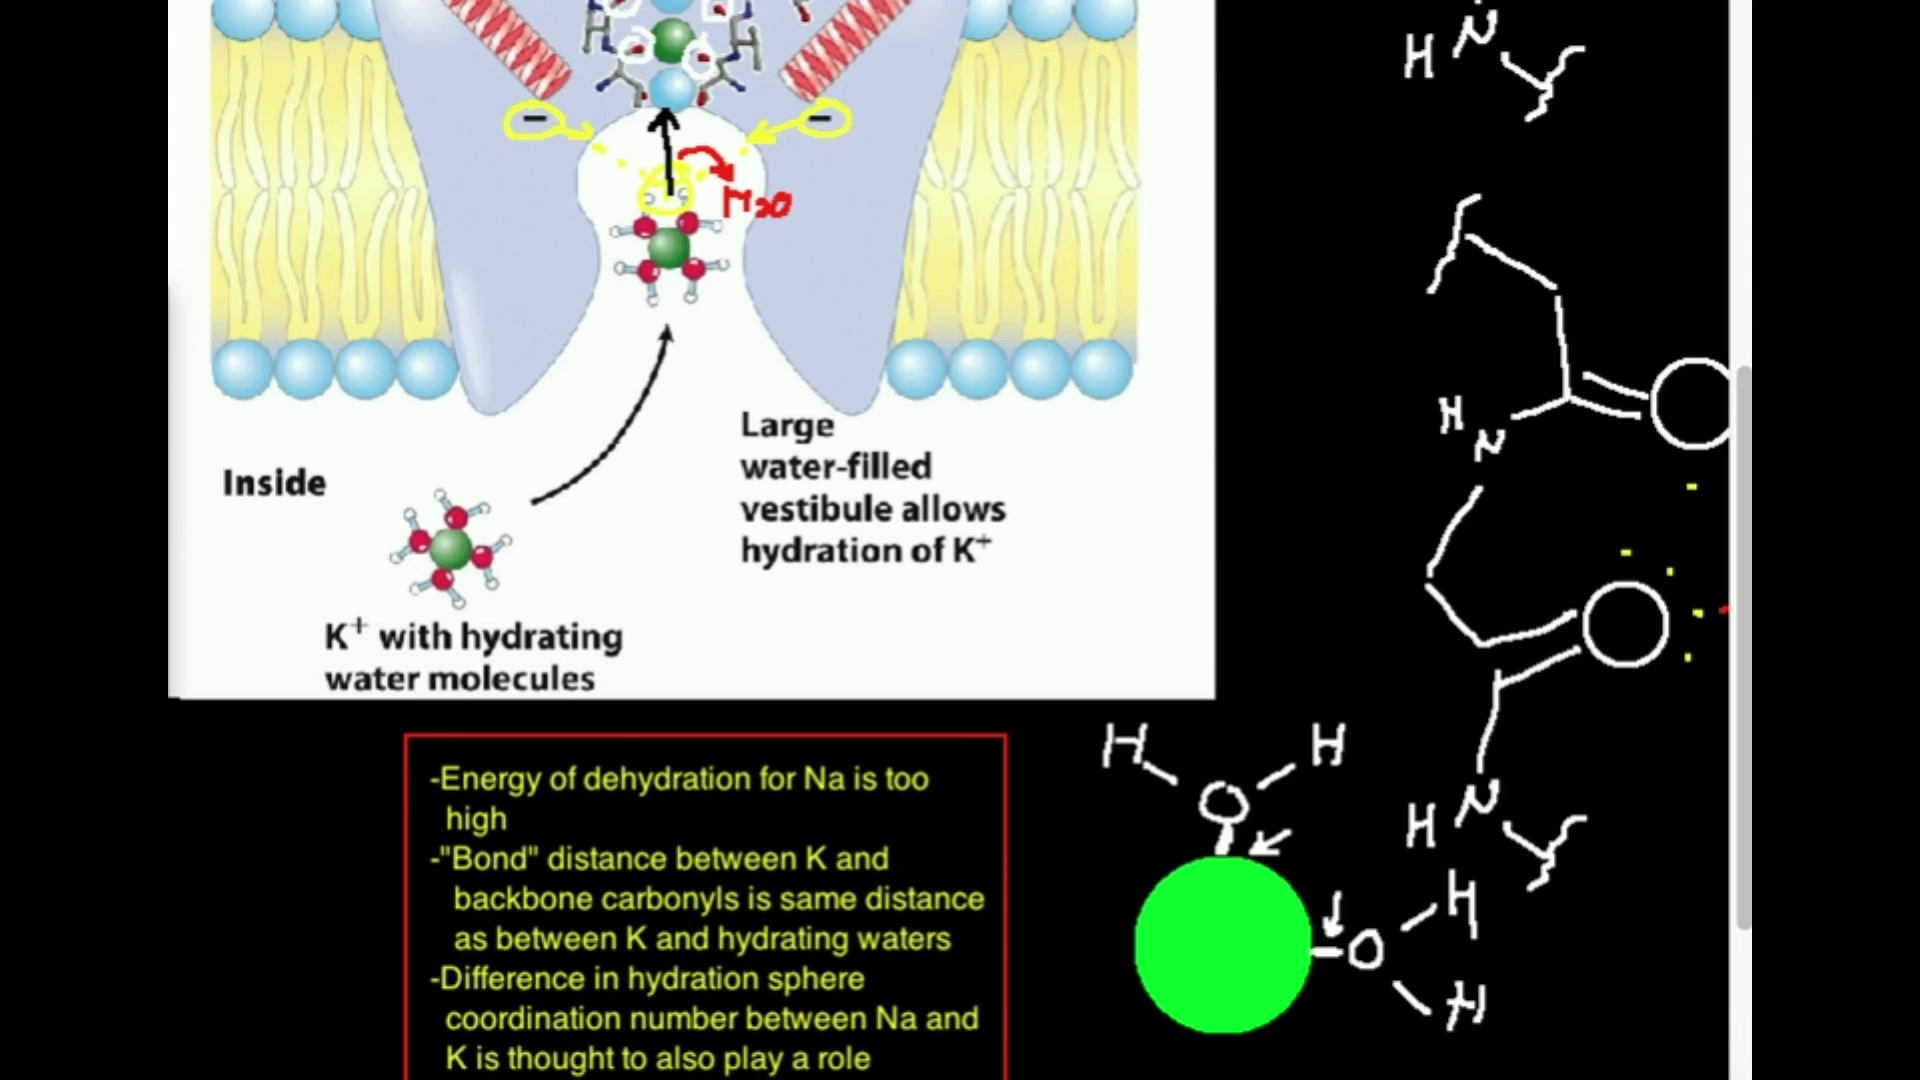 −
−
H₂O
Large
water-filled
vestibule allows
hydration of K⁺
Inside
K⁺ with hydrating
water molecules
-Energy of dehydration for Na is too
high
-"Bond" distance between K and
backbone carbonyls is same distance
as between K and hydrating waters
-Difference in hydration sphere
coordination number between Na and
K is thought to also play a role
H N
H N
H N
H H
O
O H
H